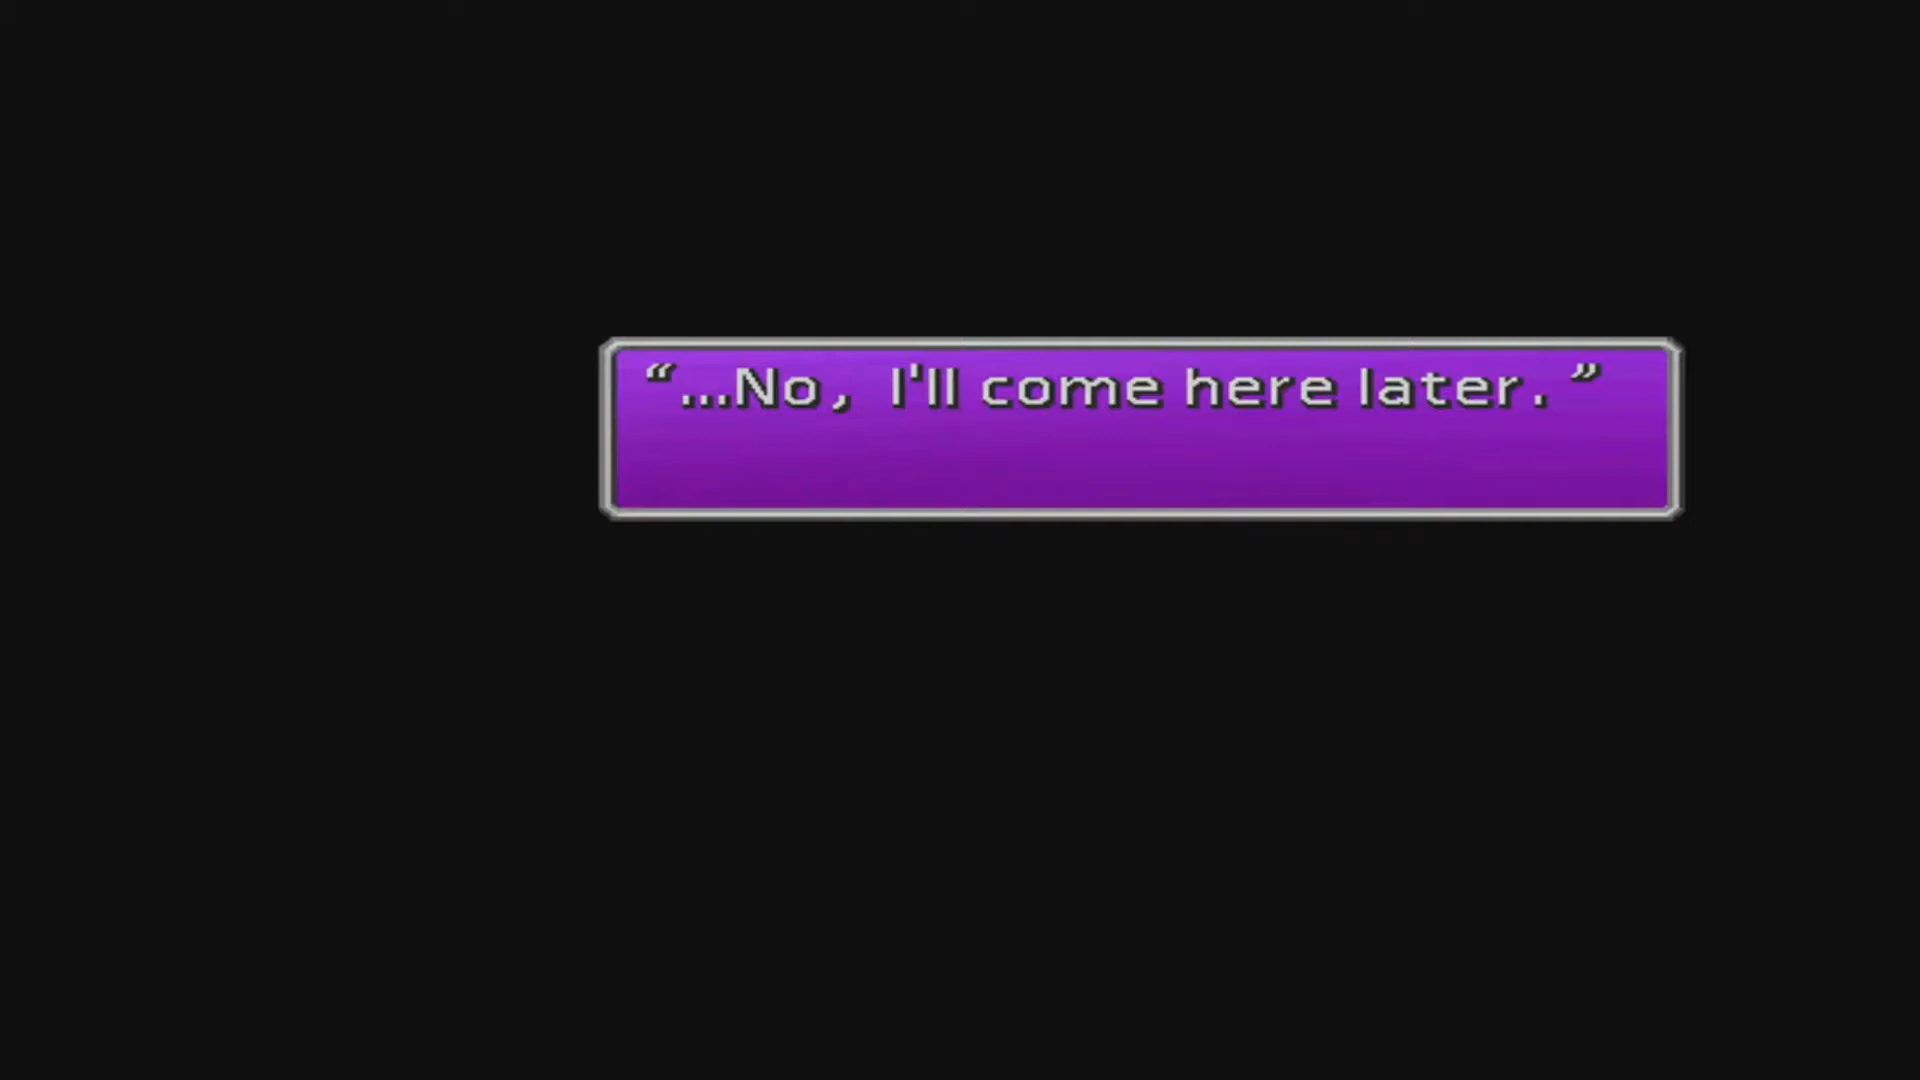 “…No, I'll come here later.”